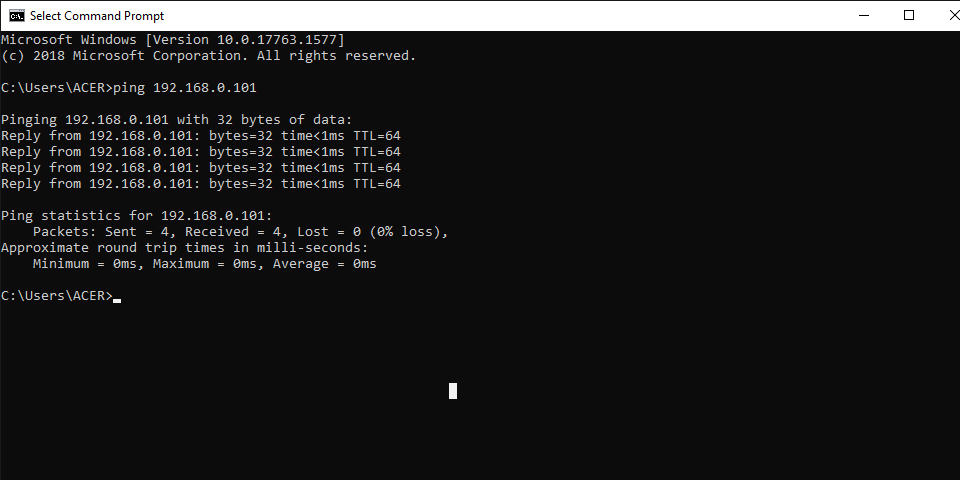 Select Command Prompt
Microsoft Windows [Version 10.0.17763.1577]
(c) 2018 Microsoft Corporation. All rights reserved.
C:\Users\ACER>ping 192.168.0.101
Pinging 192.168.0.101 with 32 bytes of data:
Reply from 192.168.0.101: bytes=32 time<1ms TTL=64
Reply from 192.168.0.101: bytes=32 time<1ms TTL=64
Reply from 192.168.0.101: bytes=32 time<1ms TTL=64
Reply from 192.168.0.101: bytes=32 time<1ms TTL=64
Ping statistics for 192.168.0.101:
    Packets: Sent = 4, Received = 4, Lost = 0 (0% loss),
Approximate round trip times in milli-seconds:
    Minimum = 0ms, Maximum = 0ms, Average = 0ms
C:\Users\ACER>